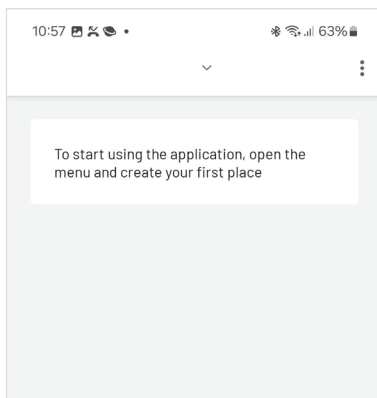 10:57
63%
To start using the application, open the
menu and create your first place